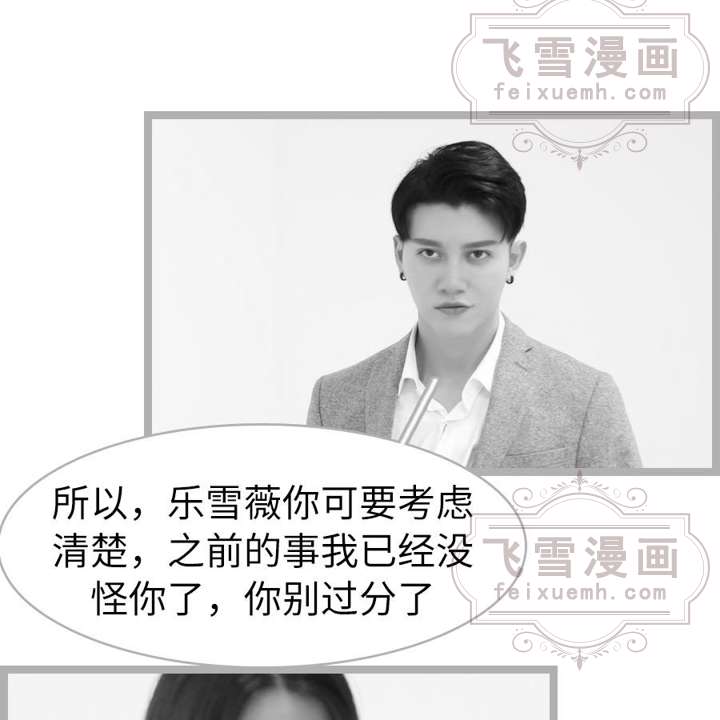 飞雪漫画
feixuemh.com
所以，乐雪薇你可要考虑
清楚，之前的事我已经没
怪你了，你别过分了
飞雪漫画
feixuemh.com